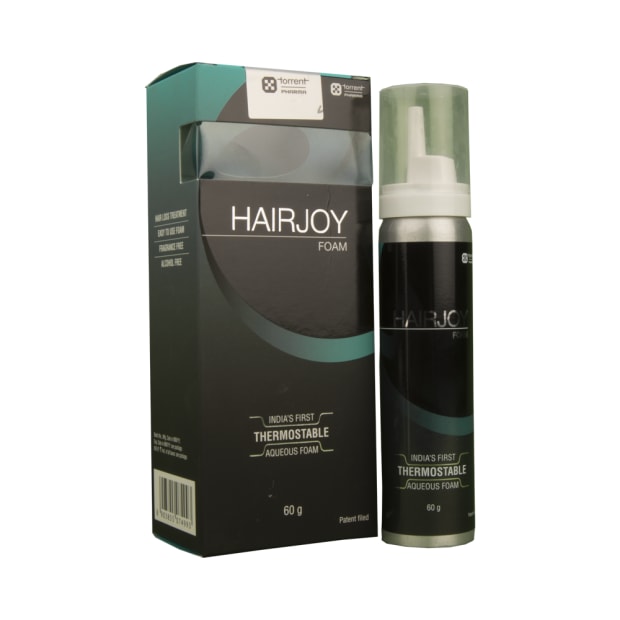 torrent
PHARMA
torrent
PHARMA
HAIRJOY
FOAM
HAIR LOSS TREATMENT
EASY TO USE FOAM
FRAGRANCE FREE
ALCOHOL FREE
INDIA'S FIRST
THERMOSTABLE
AQUEOUS FOAM
60 g
Patent filed
torrent
HAIRJOY
INDIA'S FIRST
THERMOSTABLE
AQUEOUS FOAM
60 g